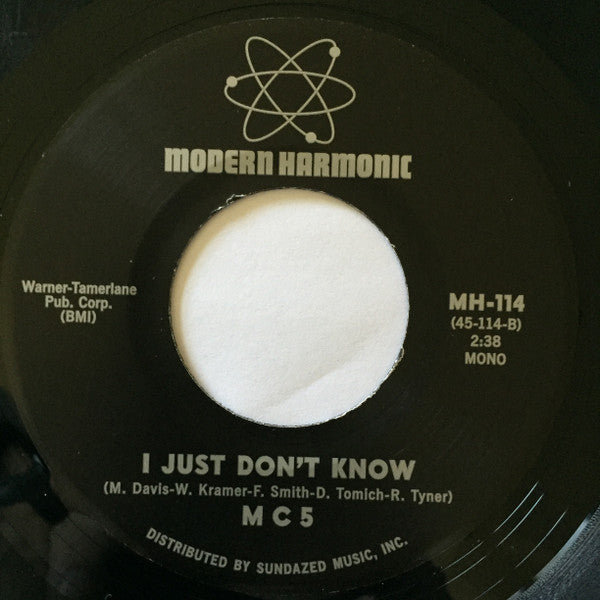 MODERN HARMONIC
Warner-Tamerlane
Pub. Corp.
(BMI)
MH-114
(45-114-B)
2:38
MONO
I JUST DON'T KNOW
(M. Davis-W. Kramer-F. Smith-D. Tomich-R. Tyner)
M C 5
DISTRIBUTED BY SUNDAZED MUSIC, INC.